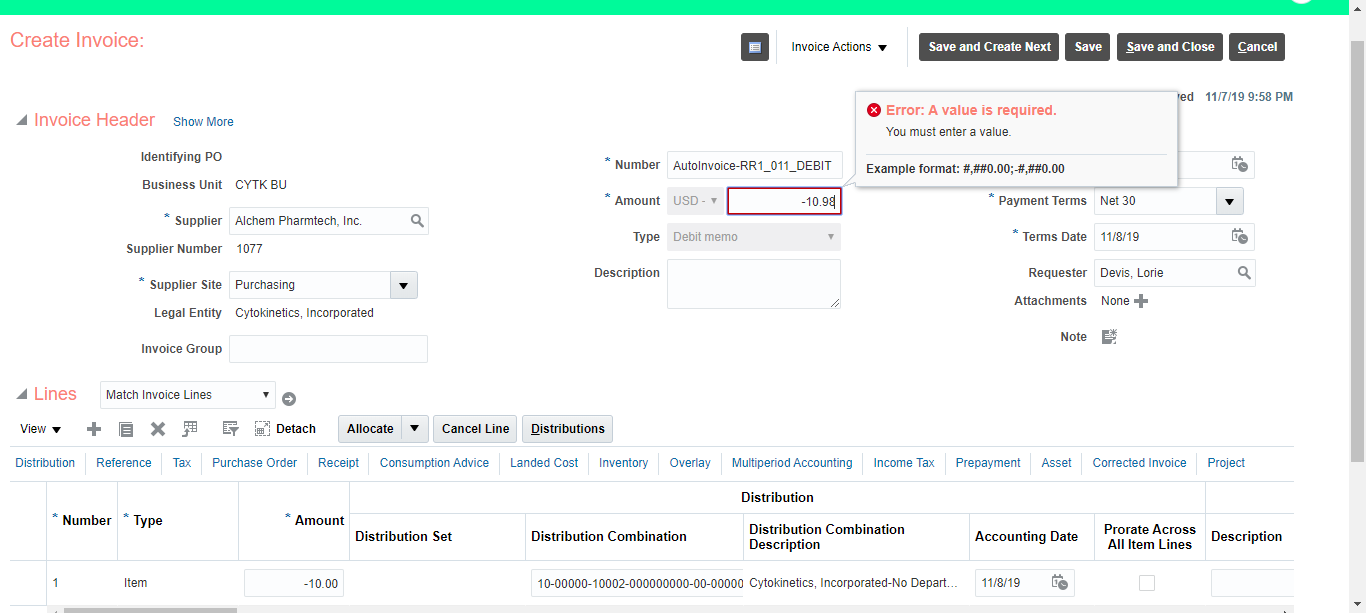 Create Invoice:
Invoice Actions
Save and Create Next
Save
Save and Close
Cancel
11/7/19 9:58 PM
Error: A value is required.
You must enter a value.
Example format: #,##0.00;-#,##0.00
Invoice Header
Show More
Identifying PO
Business Unit CYTK BU
* Supplier Alchem Pharmtech, Inc.
Supplier Number 1077
* Supplier Site Purchasing
Legal Entity Cytokinetics, Incorporated
Invoice Group
* Number AutoInvoice-RR1_011_DEBIT
* Amount USD - -10.98
Type Debit memo
Description
* Payment Terms Net 30
* Terms Date 11/8/19
Requester Devis, Lorie
Attachments None
Note
Lines Match Invoice Lines
View Detach Allocate Cancel Line Distributions
Distribution Reference Tax Purchase Order Receipt Consumption Advice Landed Cost Inventory Overlay Multiperiod Accounting Income Tax Prepayment Asset Corrected Invoice Project
Distribution
* Number * Type * Amount
Distribution Set
Distribution Combination
Distribution Combination
Description
Accounting Date
Prorate Across
All Item Lines
Description
1 Item -10.00 10-00000-10002-000000000-00-00000 Cytokinetics, Incorporated-No Depart... 11/8/19